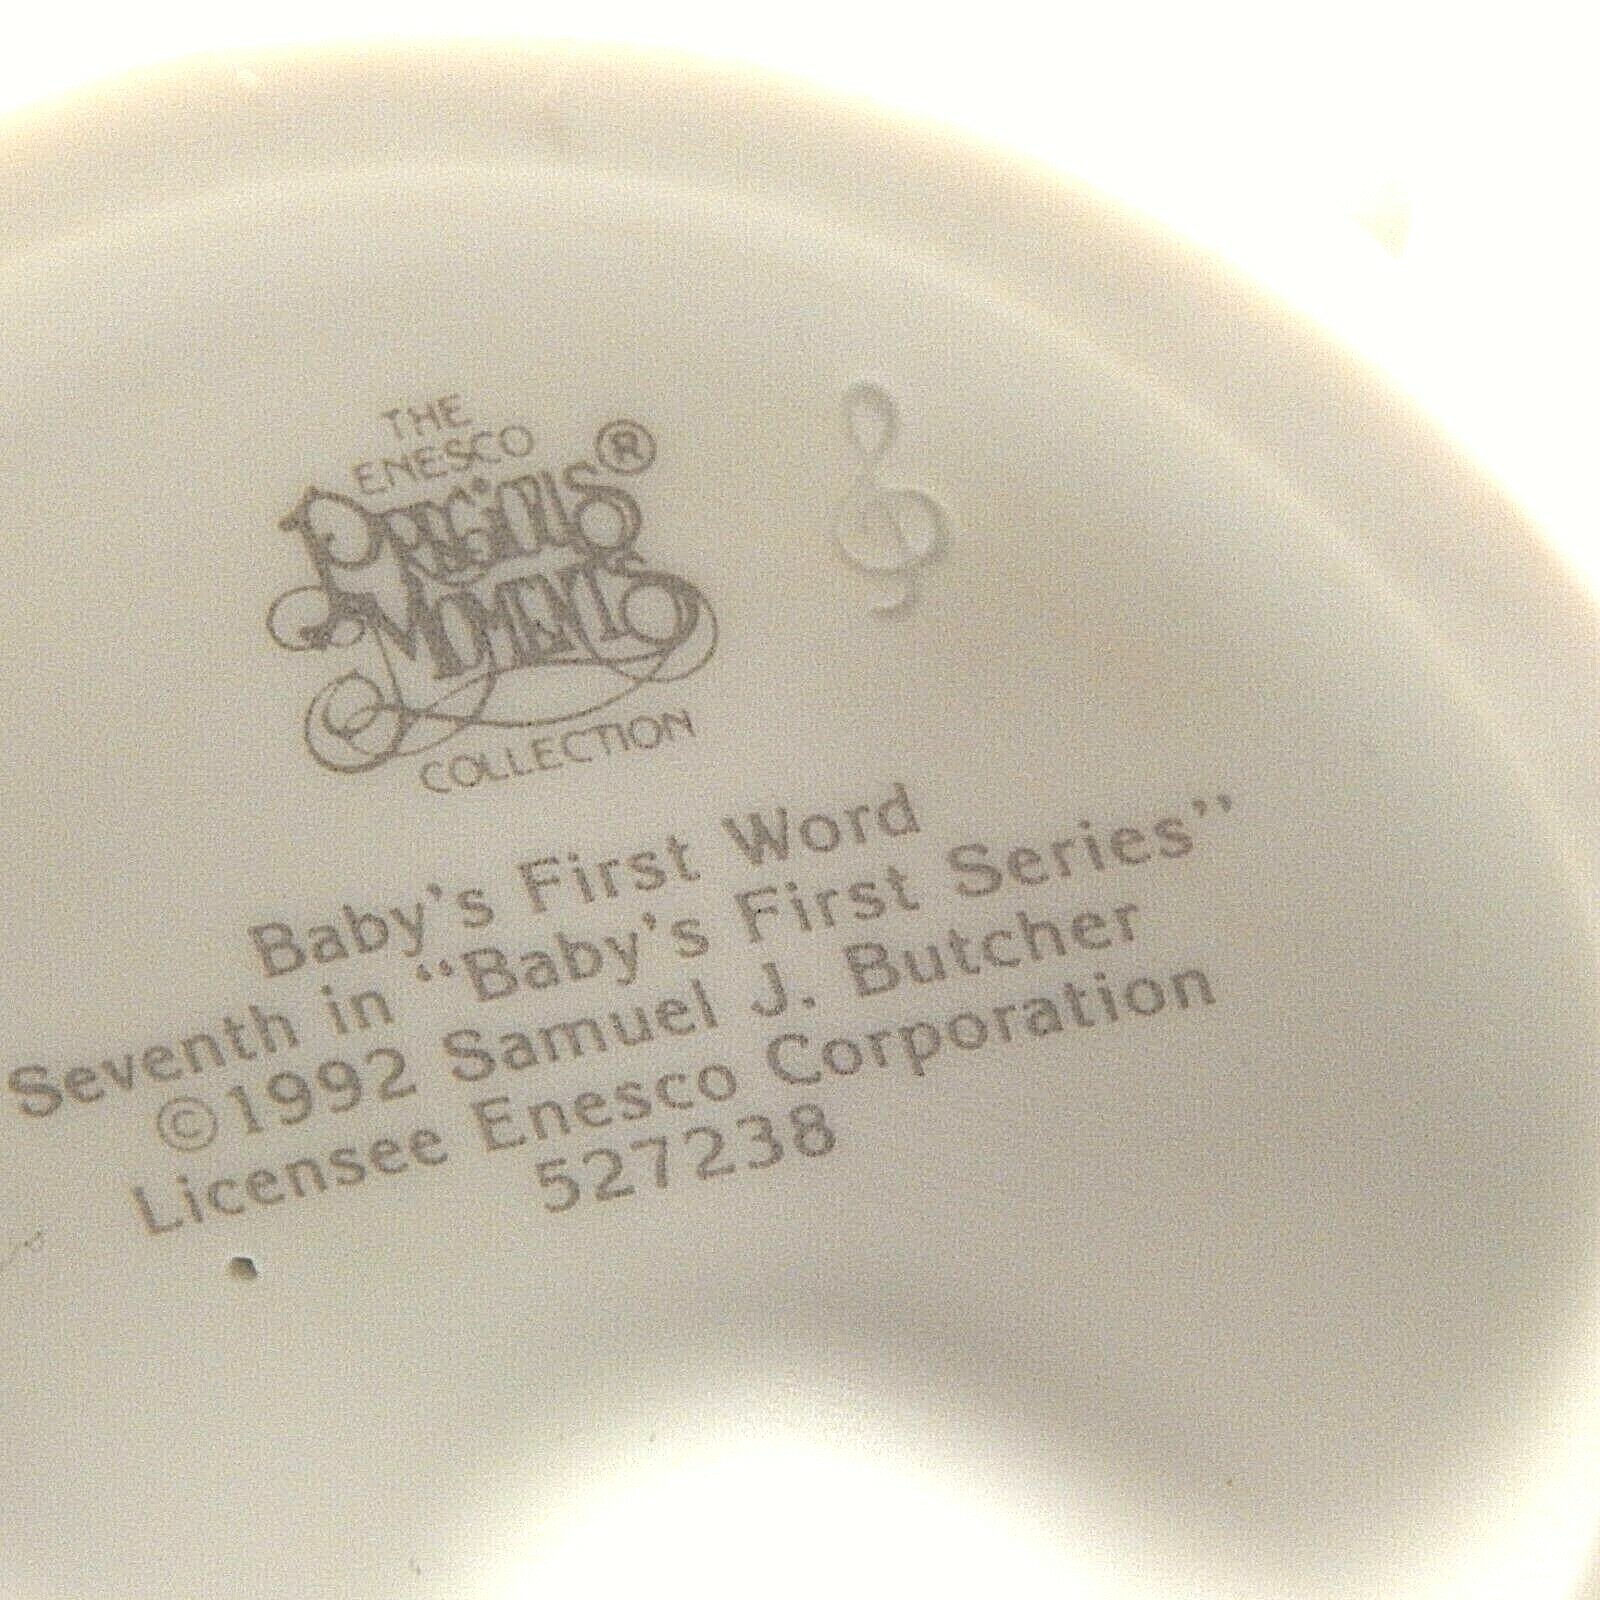 THE
ENESCO
PRECIOUS®
MOMENTS
COLLECTION
Baby's First Word
Seventh in “Baby's First Series”
©1992 Samuel J. Butcher
Licensee Enesco Corporation
527238